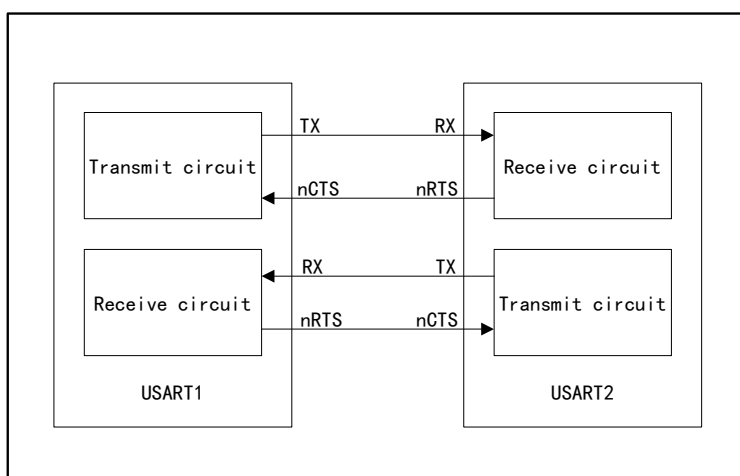 TX RX
Transmit circuit Receive circuit
nCTS nRTS
RX TX
Receive circuit Transmit circuit
nRTS nCTS
USART1 USART2